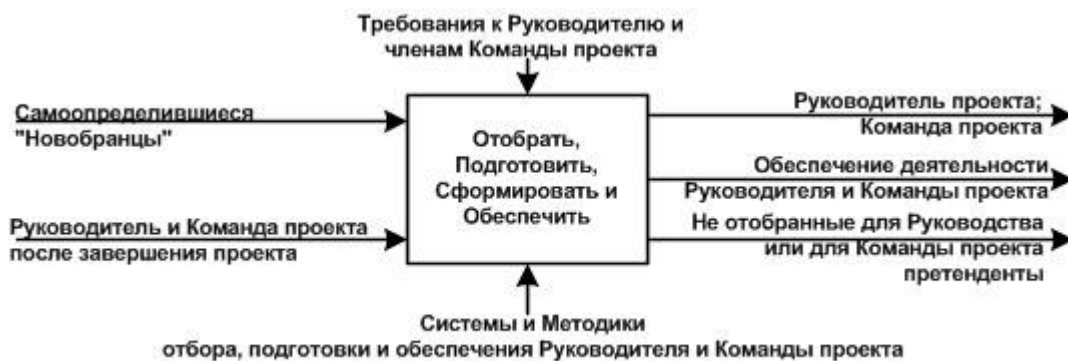 Требования к Руководителю и
членам Команды проекта
Самоопределившиеся
"Новобранцы"
Руководитель и Команда проекта
после завершения проекта
Отобрать,
Подготовить,
Сформировать и
Обеспечить
Руководитель проекта;
Команда проекта
Обеспечение деятельности
Руководителя и Команды проекта
Не отобранные для Руководства
или для Команды проекта
претенденты
Системы и Методики
отбора, подготовки и обеспечения Руководителя и Команды проекта